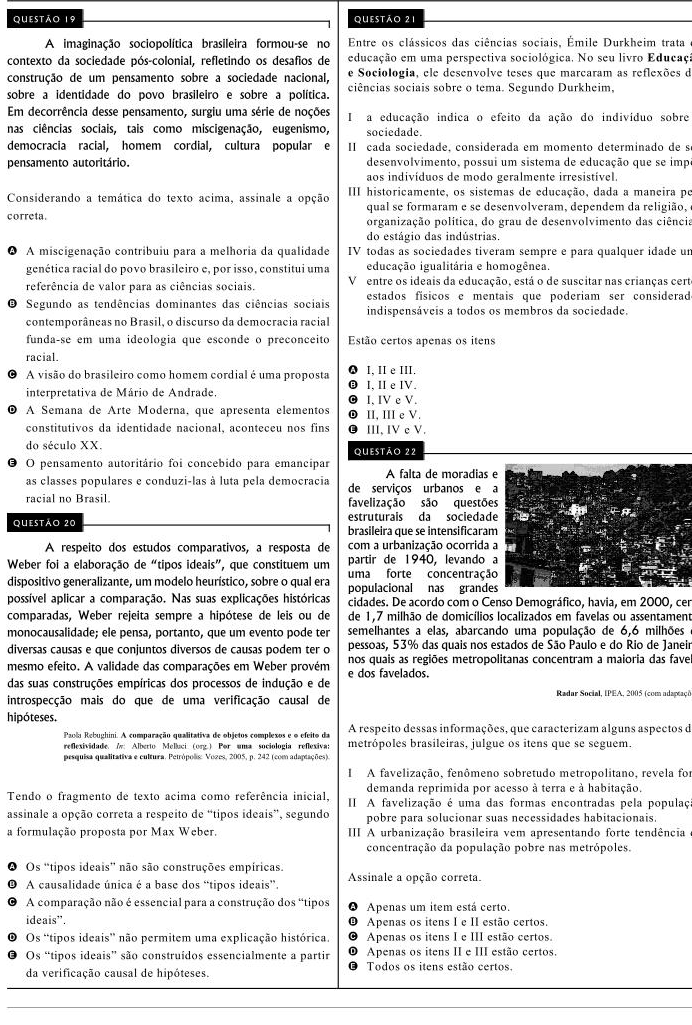 QUESTÃO 19
A imaginação sociopolítica brasileira formou-se no
contexto da sociedade pós-colonial, refletindo os desafios de
construção de um pensamento sobre a sociedade nacional,
sobre a identidade do povo brasileiro e sobre a política.
Em decorrência desse pensamento, surgiu uma série de noções
nas ciências sociais, tais como miscigenação, eugenismo,
democracia racial, homem cordial, cultura popular e
pensamento autoritário.
Considerando a temática do texto acima, assinale a opção
correta.
A A miscigenação contribuiu para a melhoria da qualidade
genética racial do povo brasileiro e, por isso, constitui uma
referência de valor para as ciências sociais.
B Segundo as tendências dominantes das ciências sociais
contemporâneas no Brasil, o discurso da democracia racial
funda-se em uma ideologia que esconde o preconceito
racial.
C A visão do brasileiro como homem cordial é uma proposta
interpretativa de Mário de Andrade.
D A Semana de Arte Moderna, que apresenta elementos
constitutivos da identidade nacional, aconteceu nos fins
do século XX.
E O pensamento autoritário foi concebido para emancipar
as classes populares e conduzi-las à luta pela democracia
racial no Brasil.
QUESTÃO 20
A respeito dos estudos comparativos, a resposta de
Weber foi a elaboração de “tipos ideais”, que constituem um
dispositivo generalizante, um modelo heurístico, sobre o qual era
possível aplicar a comparação. Nas suas explicações históricas
comparadas, Weber rejeita sempre a hipótese de leis ou de
monocausalidade; ele pensa, portanto, que um evento pode ter
diversas causas e que conjuntos diversos de causas podem ter o
mesmo efeito. A validade das comparações em Weber provém
das suas construções empíricas dos processos de indução e de
introspecção mais do que de uma verificação causal de
hipóteses.
Paola Rebughini. A comparação qualitativa de objetos complexos e o efeito da
reflexividade. In: Alberto Melluci (org.) Por uma sociologia reflexiva:
pesquisa qualitativa e cultura. Petrópolis: Vozes, 2005, p. 242 (com adaptações).
Tendo o fragmento de texto acima como referência inicial,
assinale a opção correta a respeito de “tipos ideais”, segundo
a formulação proposta por Max Weber.
A Os “tipos ideais” não são construções empíricas.
B A causalidade única é a base dos “tipos ideais”.
C A comparação não é essencial para a construção dos “tipos
ideais”.
D Os “tipos ideais” não permitem uma explicação histórica.
E Os “tipos ideais” são construídos essencialmente a partir
da verificação causal de hipóteses.
QUESTÃO 21
Entre os clássicos das ciências sociais, Émile Durkheim trata
educação em uma perspectiva sociológica. No seu livro Educaçã
e Sociologia, ele desenvolve teses que marcaram as reflexões d
ciências sociais sobre o tema. Segundo Durkheim,
I a educação indica o efeito da ação do indivíduo sobre
sociedade.
II cada sociedade, considerada em momento determinado de s
desenvolvimento, possui um sistema de educação que se imp
aos indivíduos de modo geralmente irresistível.
III historicamente, os sistemas de educação, dada a maneira pe
qual se formaram e se desenvolveram, dependem da religião,
organização política, do grau de desenvolvimento das ciência
do estágio das indústrias.
IV todas as sociedades tiveram sempre e para qualquer idade un
educação igualitária e homogênea.
V entre os ideais da educação, está o de suscitar nas crianças cert
estados físicos e mentais que poderiam ser considerad
indispensáveis a todos os membros da sociedade.
Estão certos apenas os itens
A I, II e III.
B I, II e IV.
C I, IV e V.
D II, III e V.
E III, IV e V.
QUESTÃO 22
A falta de moradias e
de serviços urbanos e a
favelização são questões
estruturais da sociedade
brasileira que se intensificaram
com a urbanização ocorrida a
partir de 1940, levando a
uma forte concentração
populacional nas grandes
cidades. De acordo com o Censo Demográfico, havia, em 2000, cer
de 1,7 milhão de domicílios localizados em favelas ou assentament
semelhantes a elas, abarcando uma população de 6,6 milhões
pessoas, 53% das quais nos estados de São Paulo e do Rio de Janeir
nos quais as regiões metropolitanas concentram a maioria das favel
e dos favelados.
Radar Social, IPEA, 2005 (com adaptaçõ
A respeito dessas informações, que caracterizam alguns aspectos d
metrópoles brasileiras, julgue os itens que se seguem.
I A favelização, fenômeno sobretudo metropolitano, revela for
demanda reprimida por acesso à terra e à habitação.
II A favelização é uma das formas encontradas pela populaç
pobre para solucionar suas necessidades habitacionais.
III A urbanização brasileira vem apresentando forte tendência
concentração da população pobre nas metrópoles.
Assinale a opção correta.
A Apenas um item está certo.
B Apenas os itens I e II estão certos.
C Apenas os itens I e III estão certos.
D Apenas os itens II e III estão certos.
E Todos os itens estão certos.